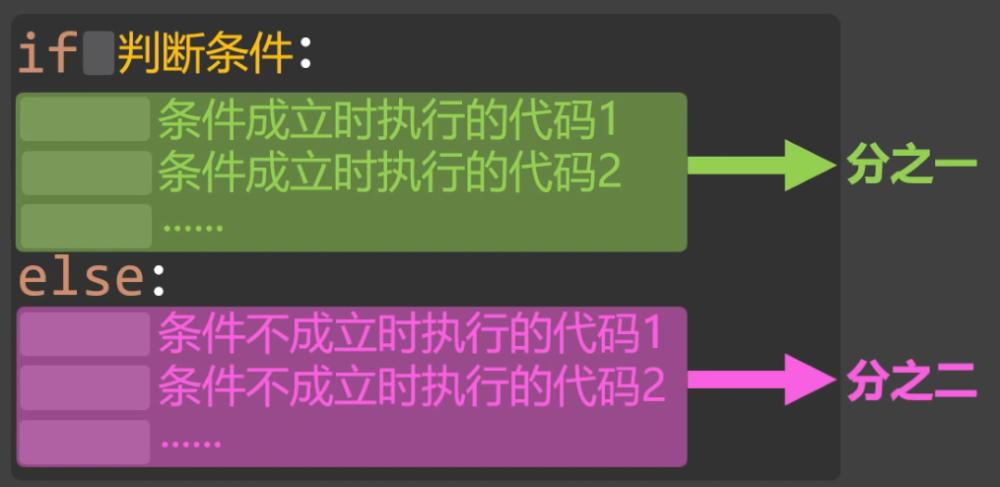 if 判断条件:
条件成立时执行的代码1
条件成立时执行的代码2
......
分之一
else:
条件不成立时执行的代码1
条件不成立时执行的代码2
......
分之二